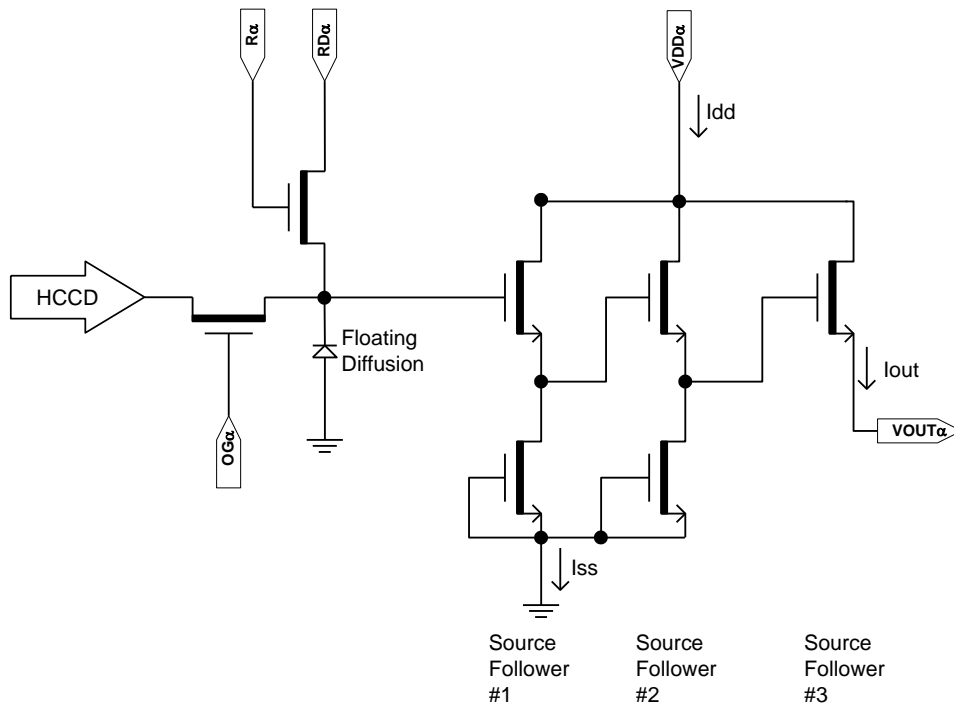 Rα
RDα
VDDα
Idd
HCCD
Floating
Diffusion
OGα
Iout
VOUTα
Iss
Source
Follower
#1
Source
Follower
#2
Source
Follower
#3